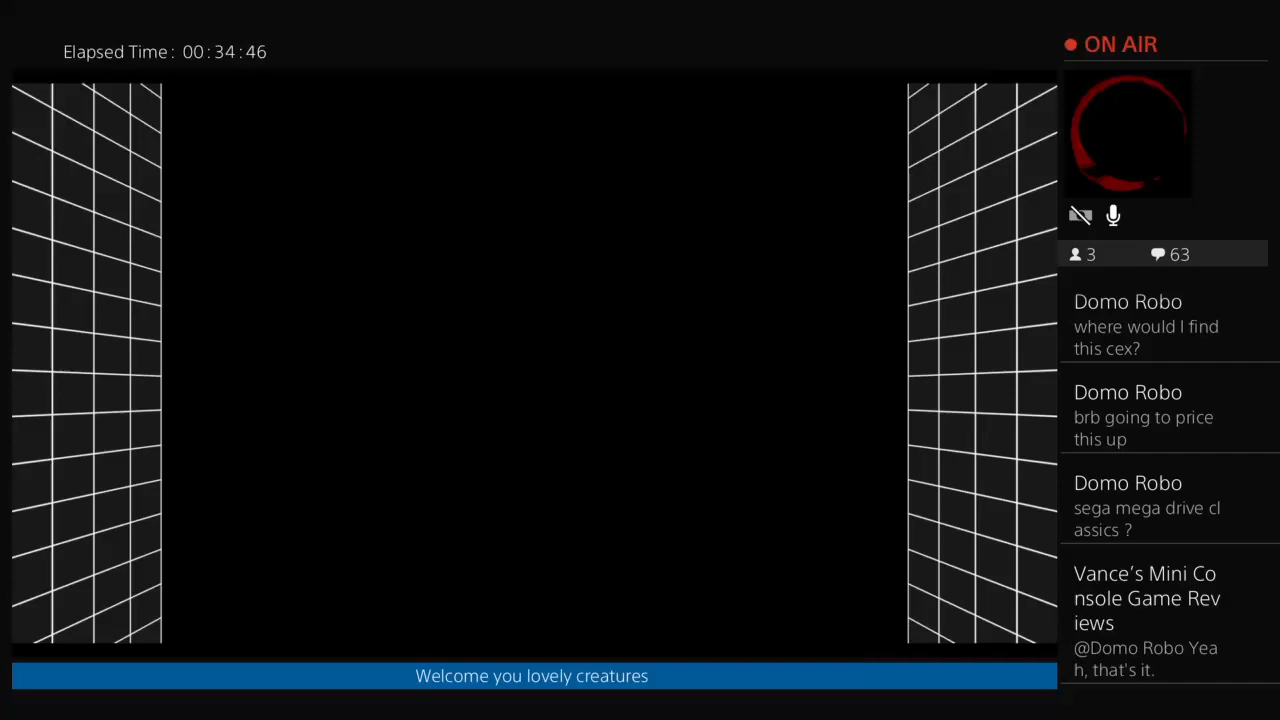 Elapsed Time: 00:34:46
ON AIR
3 63
Domo Robo
where would I find
this cex?
Domo Robo
brb going to price
this up
Domo Robo
sega mega drive cl
assics ?
Vance's Mini Co
nsole Game Rev
iews
@Domo Robo Yea
h, that's it.
Welcome you lovely creatures